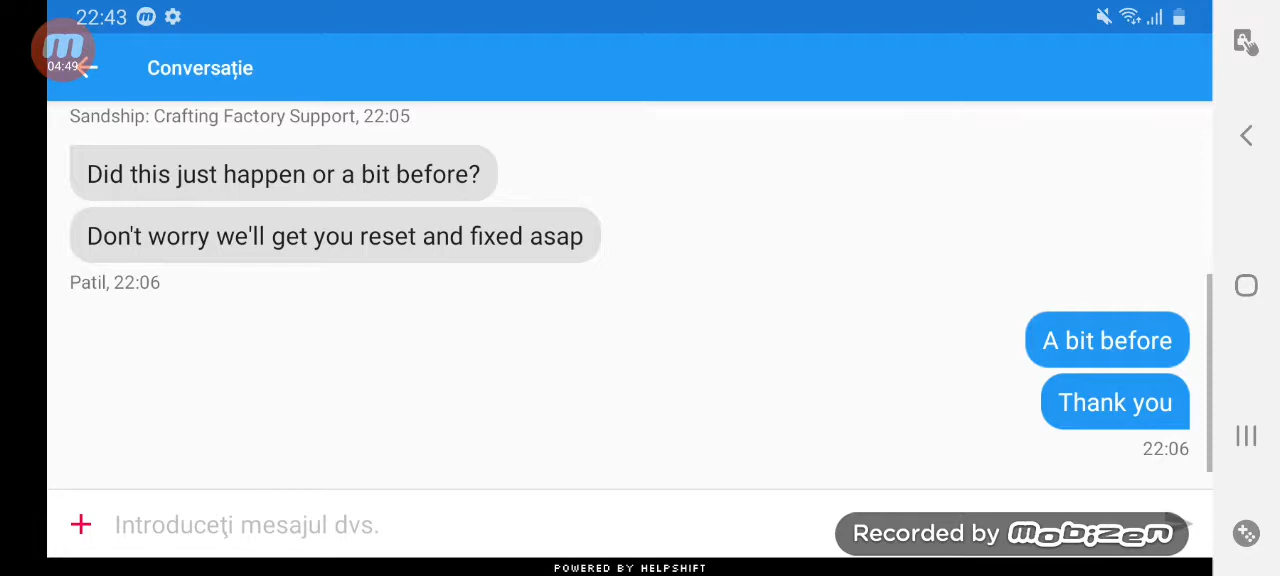 22:43
04:49
Conversație
Sandship: Crafting Factory Support, 22:05
Did this just happen or a bit before?
Don't worry we'll get you reset and fixed asap
Patil, 22:06
A bit before
Thank you
22:06
Introduceţi mesajul dvs.
Recorded by mobizen
POWERED BY HELPSHIFT